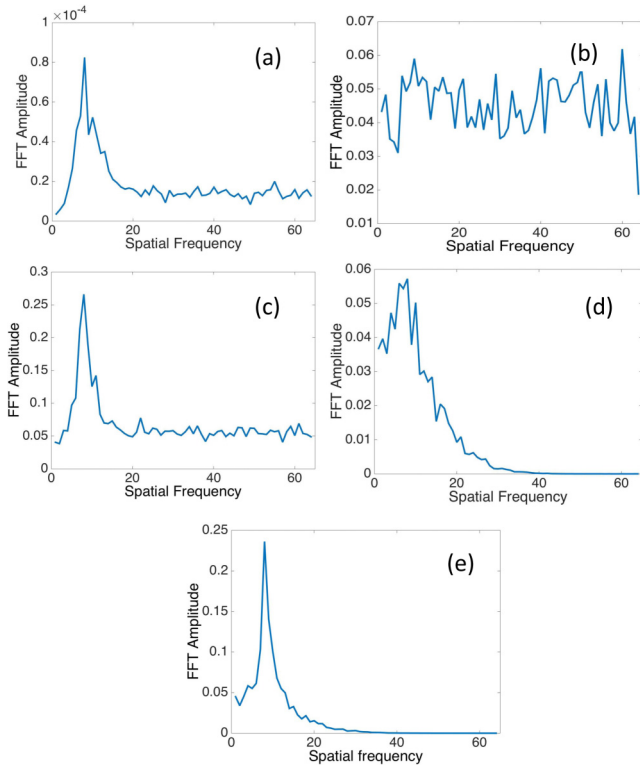 ×10⁻⁴
(a)
FFT Amplitude
1
0.8
0.6
0.4
0.2
0
0 20 40 60
Spatial Frequency
(b)
FFT Amplitude
0.07
0.06
0.05
0.04
0.03
0.02
0.01
0 20 40 60
Spatial Frequency
(c)
FFT Amplitude
0.3
0.25
0.2
0.15
0.1
0.05
0
0 20 40 60
Spatial Frequency
(d)
FFT Amplitude
0.06
0.05
0.04
0.03
0.02
0.01
0
0 20 40 60
Spatial Frequency
(e)
FFT Amplitude
0.25
0.2
0.15
0.1
0.05
0
0 20 40 60
Spatial frequency